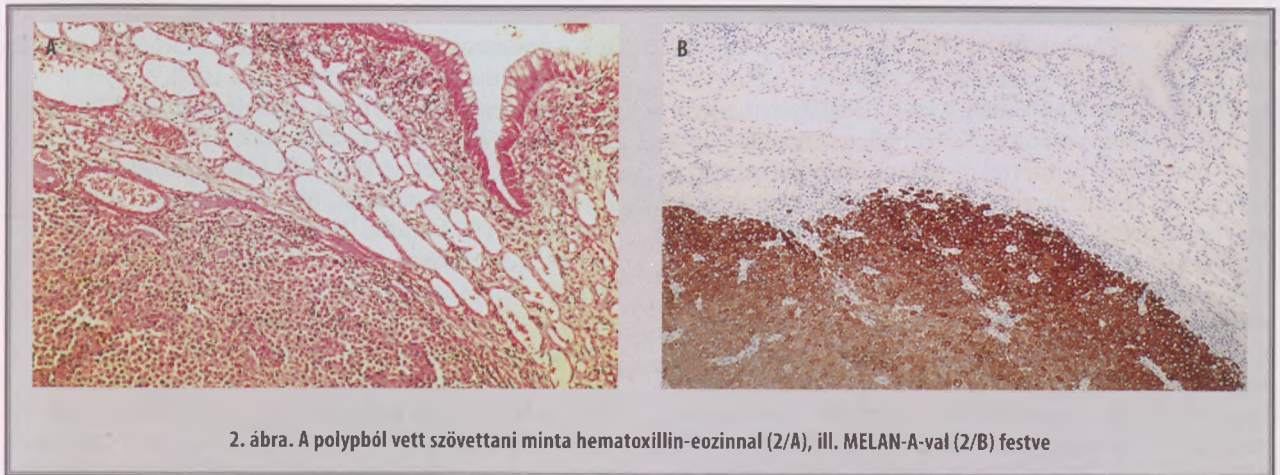 A
B
2. ábra. A polypból vett szövettani minta hematoxillin-eozinnal (2/A), ill. MELAN-A-val (2/B) festve